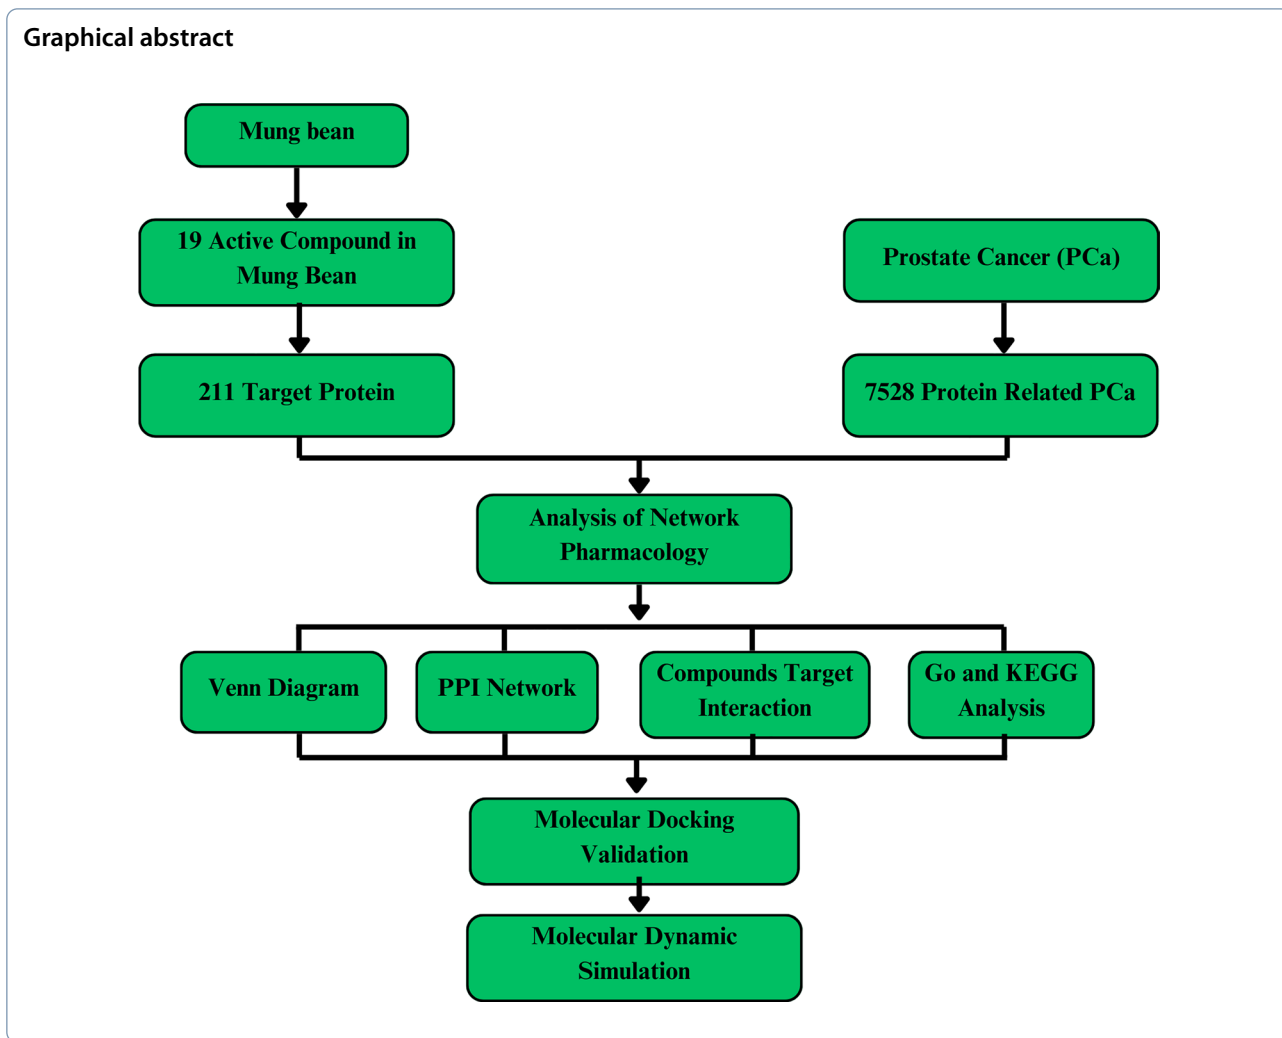 Graphical abstract
Mung bean
19 Active Compound in
Mung Bean
Prostate Cancer (PCa)
211 Target Protein
7528 Protein Related PCa
Analysis of Network
Pharmacology
Venn Diagram
PPI Network
Compounds Target
Interaction
Go and KEGG
Analysis
Molecular Docking
Validation
Molecular Dynamic
Simulation